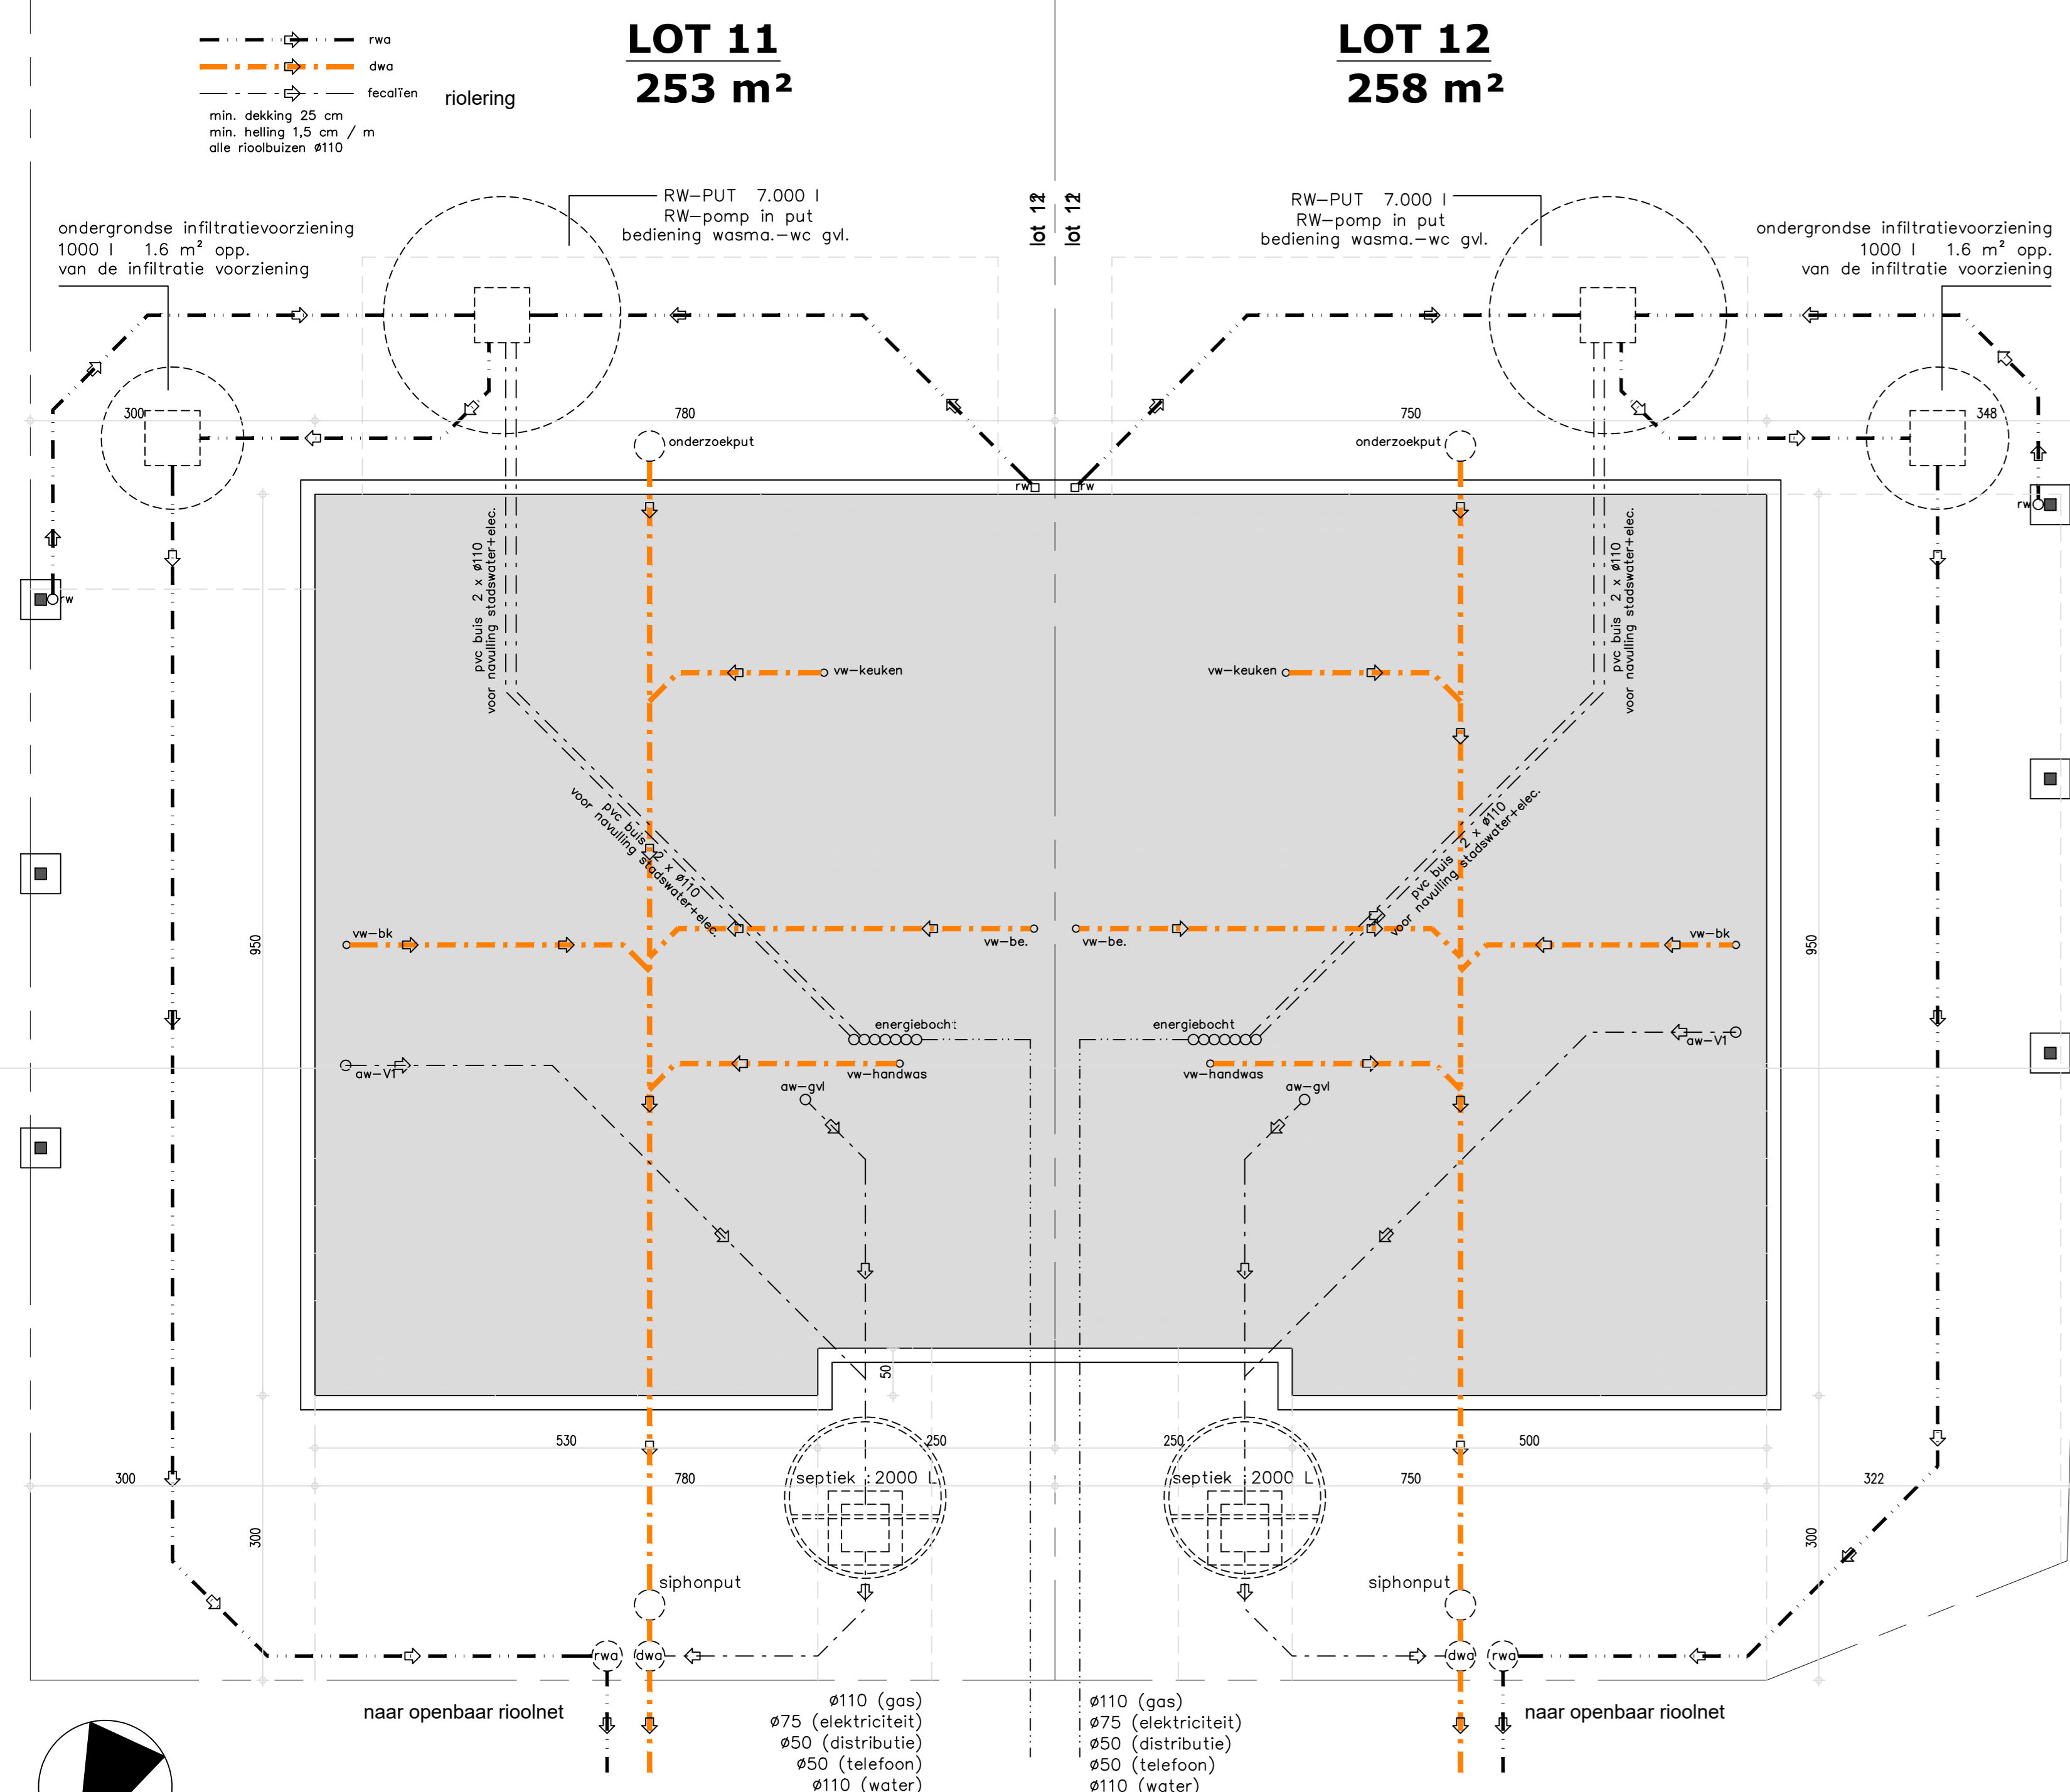 LOT 11
253 m²
LOT 12
258 m²
rwa
dwa
fecaliën
riolering
min. dekking 25 cm
min. helling 1,5 cm / m
alle rioolbuizen ø110
RW-PUT 7.000 l
RW-pomp in put
bediening wasma.-wc gvl.
lot 12
lot 12
RW-PUT 7.000 l
RW-pomp in put
bediening wasma.-wc gvl.
ondergrondse infiltratievoorziening
1000 l 1.6 m² opp.
van de infiltratie voorziening
ondergrondse infiltratievoorziening
1000 l 1.6 m² opp.
van de infiltratie voorziening
300
780
750
348
onderzoekput
onderzoekput
rw
rw
rw
rw
pvc buis 2 x ø110
voor navulling stadswater+elec.
pvc buis 2 x ø110
voor navulling stadswater+elec.
vw-keuken
vw-keuken
pvc buis 2 x ø110
voor navulling stadswater+elec.
pvc buis 2 x ø110
voor navulling stadswater+elec.
950
vw-bk
vw-be.
vw-be.
vw-bk
950
energiebocht
energiebocht
aw-V1
vw-handwas
vw-handwas
aw-V1
aw-gvl
aw-gvl
50
530
250
250
500
300
780
septiek :2000 L
septiek :2000 L
750
322
300
300
siphonput
siphonput
rwa
dwa
dwa
rwa
naar openbaar rioolnet
naar openbaar rioolnet
ø110 (gas)
ø75 (elektriciteit)
ø50 (distributie)
ø50 (telefoon)
ø110 (water)
ø110 (gas)
ø75 (elektriciteit)
ø50 (distributie)
ø50 (telefoon)
ø110 (water)